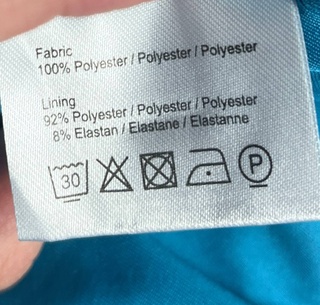 Fabric
100% Polyester / Polyester / Polyester
Lining
92% Polyester / Polyester / Polyester
8% Elastan / Elastane / Elastanne
30 P